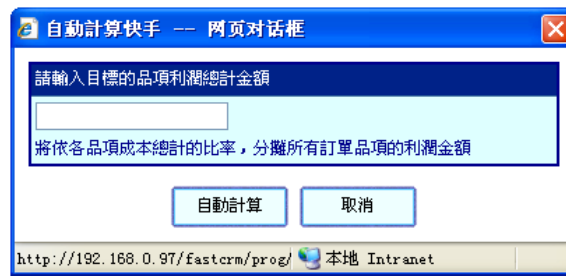 自動計算快手 -- 网页对话框
請輸入目標的品項利潤總計金額
將依各品項成本總計的比率，分攤所有訂單品項的利潤金額
自動計算
取消
http://192.168.0.97/fastcrm/prog/ 本地 Intranet